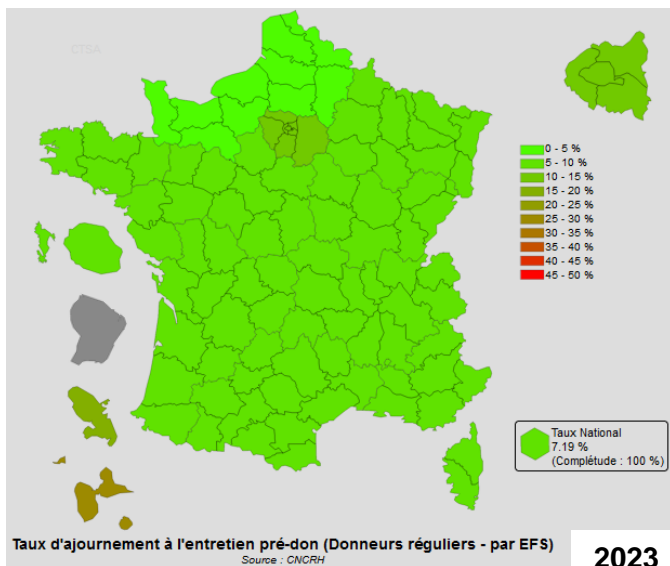 CTSA
0 - 5 %
5 - 10 %
10 - 15 %
15 - 20 %
20 - 25 %
25 - 30 %
30 - 35 %
35 - 40 %
40 - 45 %
45 - 50 %
Taux National
7.19 %
(Complétude : 100 %)
Taux d'ajournement à l'entretien pré-don (Donneurs réguliers - par EFS)
Source : CNCRH
2023